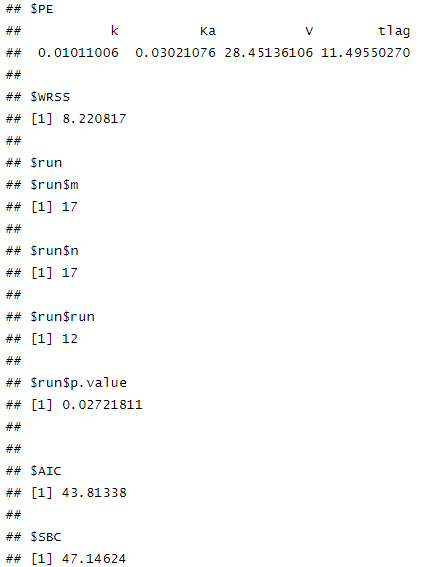 ## $PE
##           k         Ka          V       tlag
##  0.01011006  0.03021076 28.45136106 11.49550270
##
## $WRSS
## [1] 8.220817
##
## $run
## $run$m
## [1] 17
##
## $run$n
## [1] 17
##
## $run$run
## [1] 12
##
## $run$p.value
## [1] 0.02721811
##
##
## $AIC
## [1] 43.81338
##
## $SBC
## [1] 47.14624